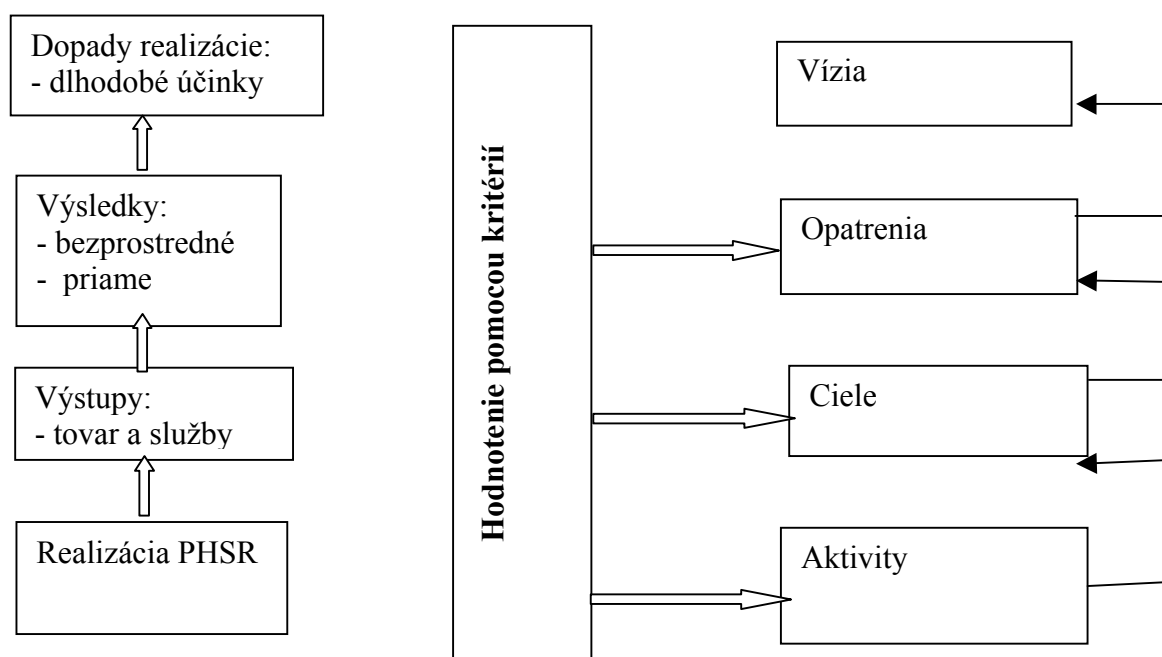 Dopady realizácie:
- dlhodobé účinky
Výsledky:
- bezprostredné
- priame
Výstupy:
- tovar a služby
Realizácia PHSR
Hodnotenie pomocou kritérií
Vízia
Opatrenia
Ciele
Aktivity